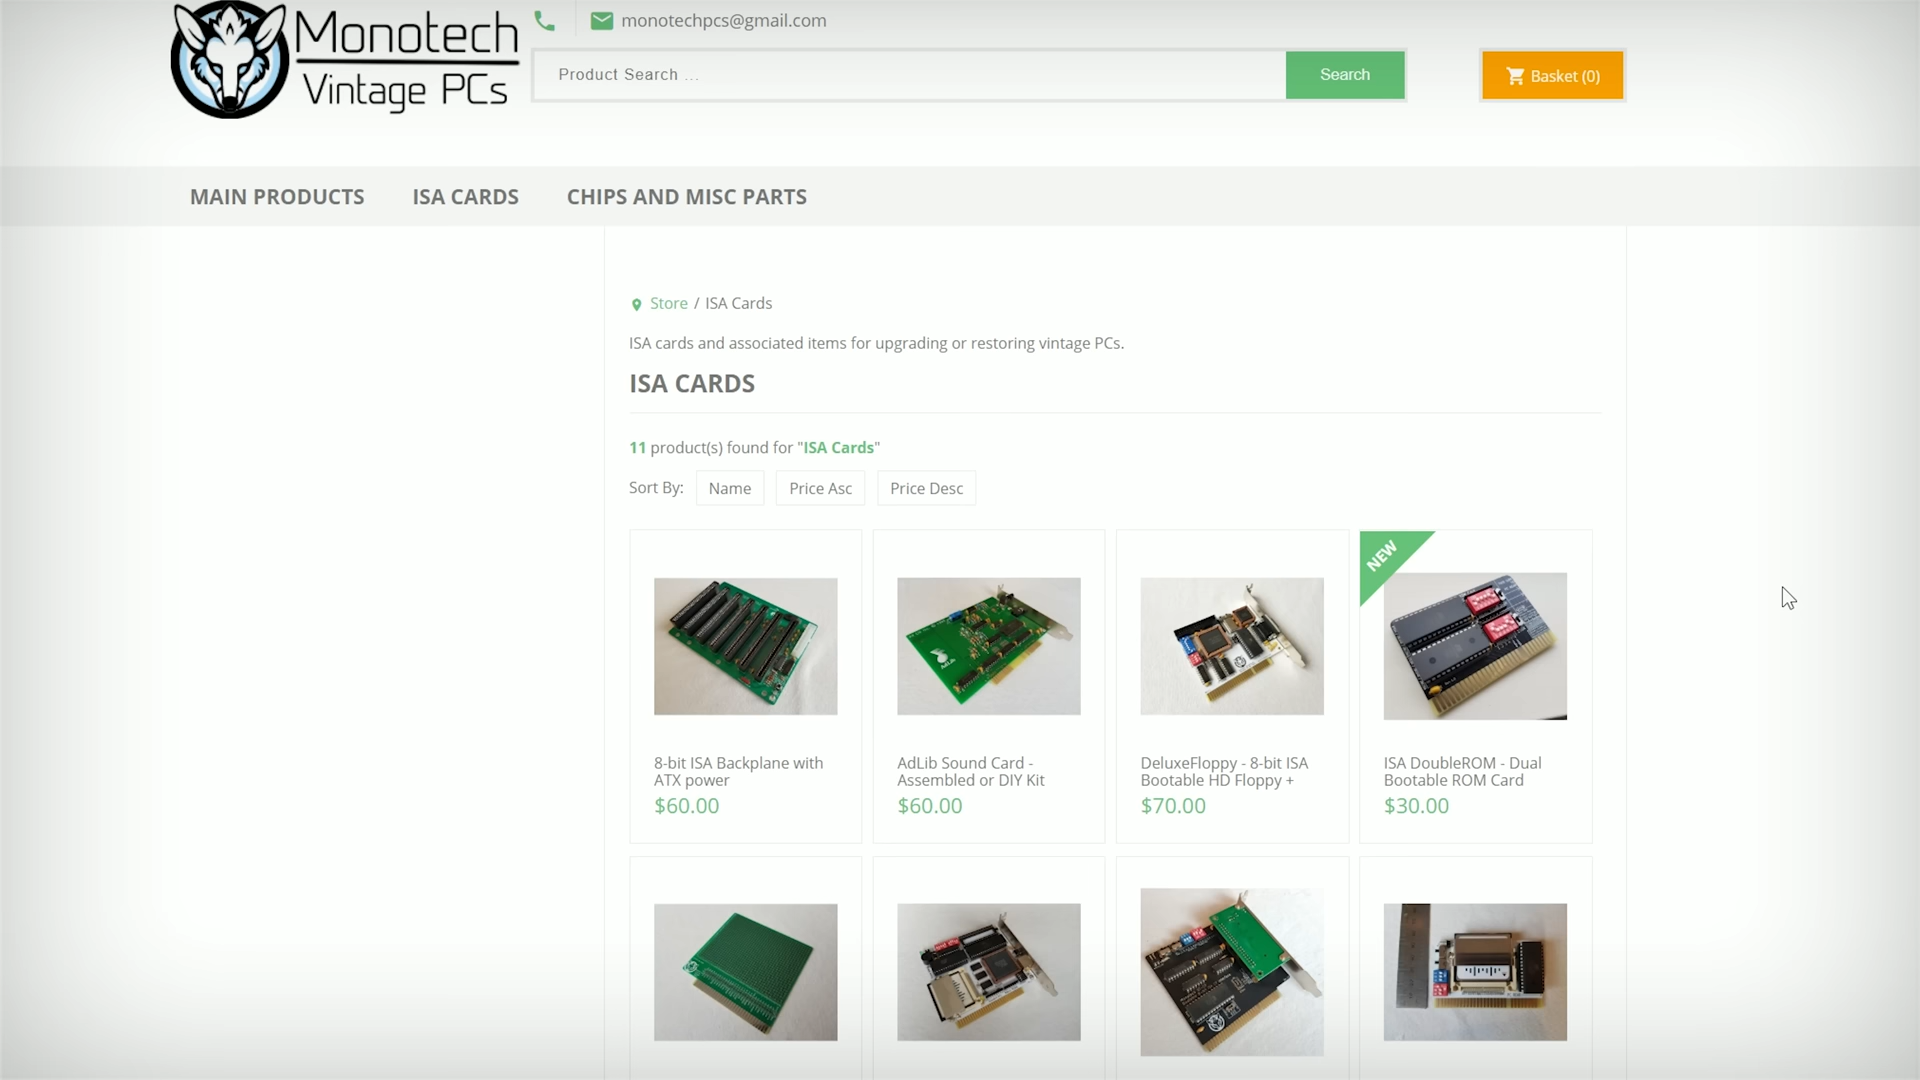 Monotech
Vintage PCs
monotechpcs@gmail.com
Product Search ...
Search
Basket (0)
MAIN PRODUCTS
ISA CARDS
CHIPS AND MISC PARTS
Store / ISA Cards
ISA cards and associated items for upgrading or restoring vintage PCs.
ISA CARDS
11 product(s) found for "ISA Cards"
Sort By:
Name
Price Asc
Price Desc
NEW
AdLib
8-bit ISA Backplane with
ATX power
$60.00
AdLib Sound Card -
Assembled or DIY Kit
$60.00
DeluxeFloppy - 8-bit ISA
Bootable HD Floppy +
$70.00
ISA DoubleROM - Dual
Bootable ROM Card
$30.00